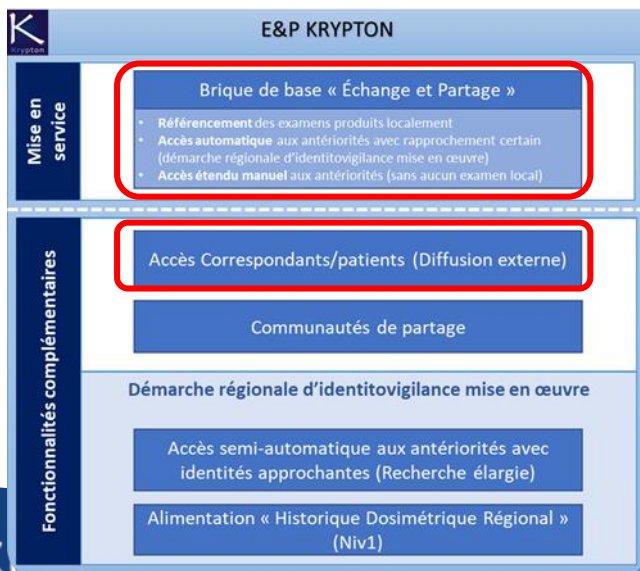 K
Krypton
E&P KRYPTON
Mise en
service
Brique de base « Échange et Partage »
• Référencement des examens produits localement
• Accès automatique aux antériorités avec rapprochement certain
(démarche régionale d'identitovigilance mise en œuvre)
• Accès étendu manuel aux antériorités (sans aucun examen local)
Fonctionnalités complémentaires
Accès Correspondants/patients (Diffusion externe)
Communautés de partage
Démarche régionale d'identitovigilance mise en œuvre
Accès semi-automatique aux antériorités avec
identités approchantes (Recherche élargie)
Alimentation « Historique Dosimétrique Régional »
(Niv1)